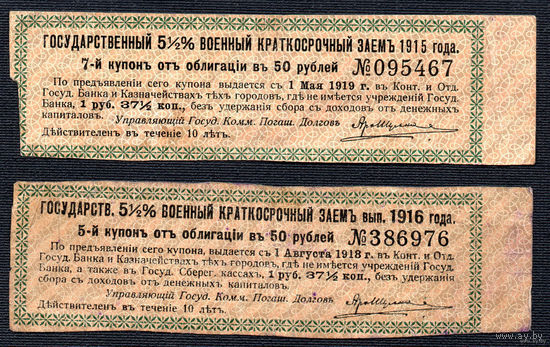 ГОСУДАРСТВЕННЫЙ 5½% ВОЕННЫЙ КРАТКОСРОЧНЫЙ ЗАЕМЪ 1915 года.
7-й купонъ отъ облигаціи въ 50 рублей №095467
По предъявленіи сего купона выдается съ 1 Мая 1919 г. въ Конт. и Отд.
Госуд. Банка и Казначействахъ тѣхъ городовъ, гдѣ не имѣется учрежденій Госуд.
Банка, 1 руб. 37½ коп., безъ удержанія сбора съ доходовъ отъ денежныхъ
капиталовъ.
Управляющій Госуд. Комм. Погаш. Долговъ
Дѣйствителенъ въ теченіе 10 лѣтъ.
ГОСУДАРСТВ. 5½% ВОЕННЫЙ КРАТКОСРОЧНЫЙ ЗАЕМЪ вып. 1916 года.
5-й купонъ отъ облигаціи въ 50 рублей №386976
По предъявленіи сего купона, выдается съ 1 Августа 1918 г. въ Конт. и Отд.
Госуд. Банка и Казначействахъ тѣхъ городовъ, гдѣ не имѣется учрежденій Госуд.
Банка, а также въ Госуд. Сберег. кассахъ, 1 руб. 37½ коп., безъ удержанія
сбора съ доходовъ отъ денежныхъ капиталовъ.
Управляющій Госуд. Комм. Погаш. Долговъ
Дѣйствителенъ въ теченіе 10 лѣтъ.
ay.by